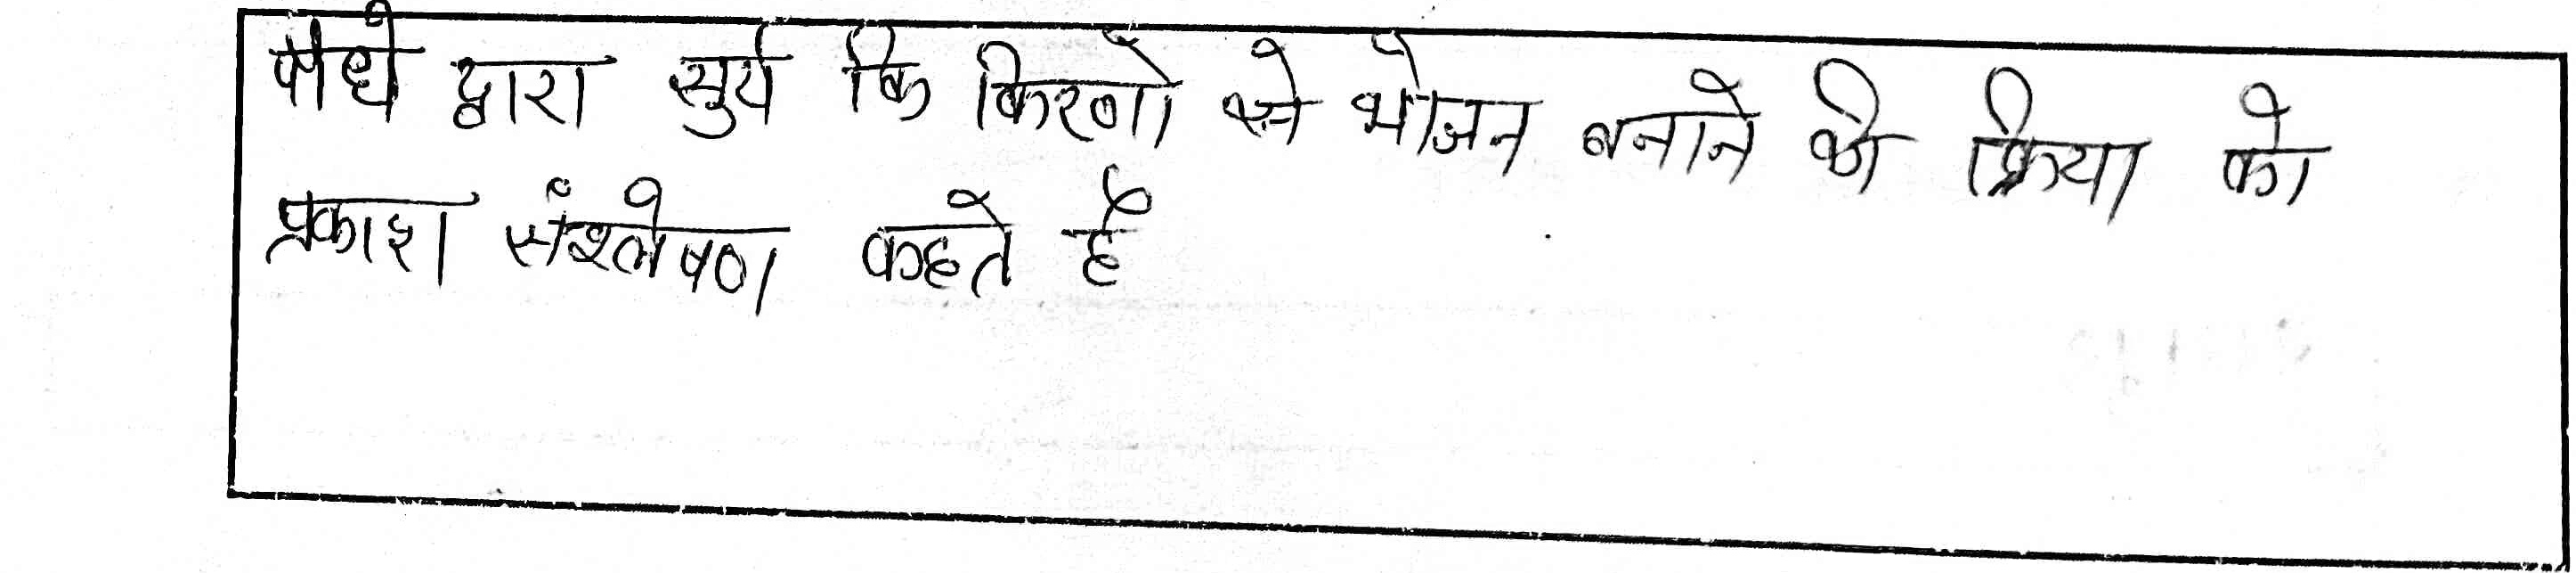 पौधे द्वारा सुर्य कि किरणो से भोजन बनाने की क्रिया को
प्रकाश संश्लेषण कहते है